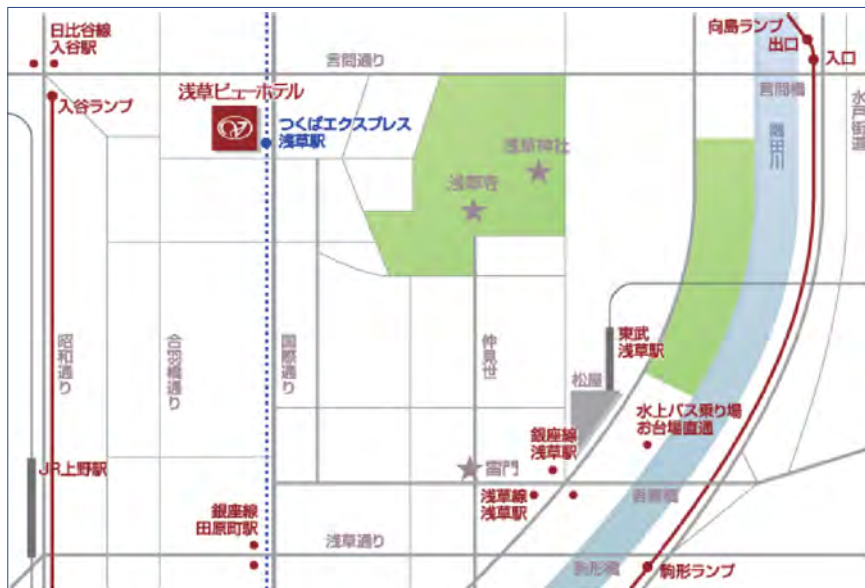 日比谷線
入谷駅
向島ランプ
出口
入口
言問通り
言問橋
水戸街道
入谷ランプ
浅草ビューホテル
つくばエクスプレス
浅草駅
隅田川
浅草神社
浅草寺
昭和通り
合羽橋通り
国際通り
仲見世
東武
浅草駅
松屋
水上バス乗り場
お台場直通
銀座線
浅草駅
JR上野駅
雷門
浅草線
浅草駅
吾妻橋
銀座線
田原町駅
浅草通り
駒形橋
駒形ランプ